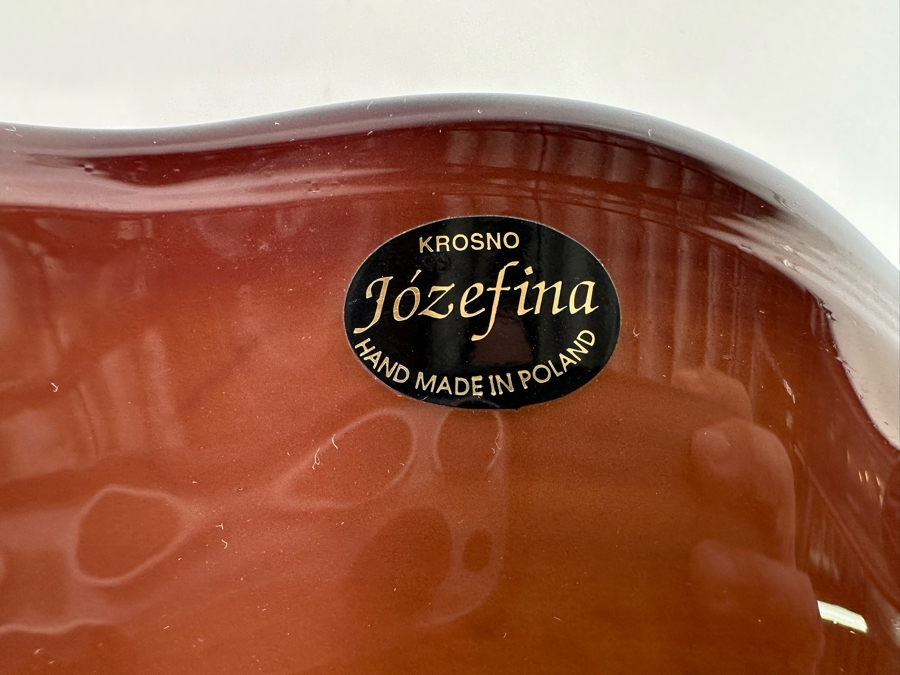 KROSNO
Józefina
HAND MADE IN POLAND